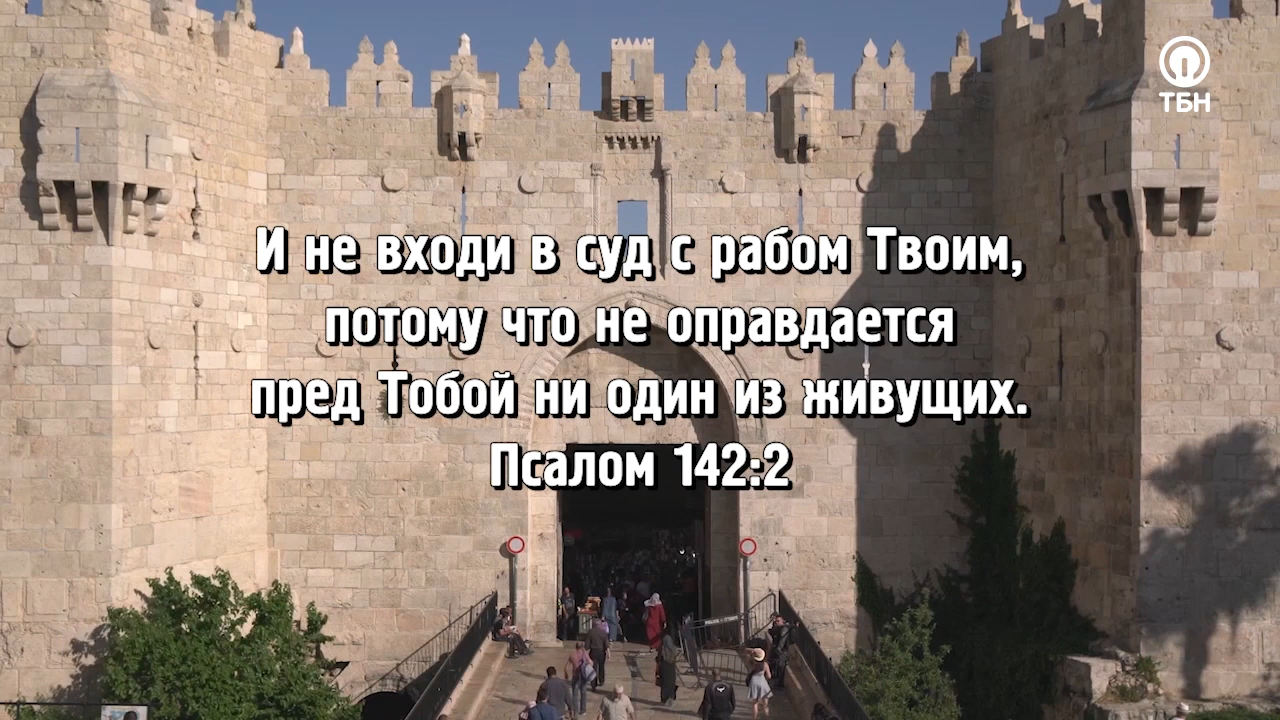 ТБН
И не входи в суд с рабом Твоим,
потому что не оправдается
пред Тобой ни один из живущих.
Псалом 142:2